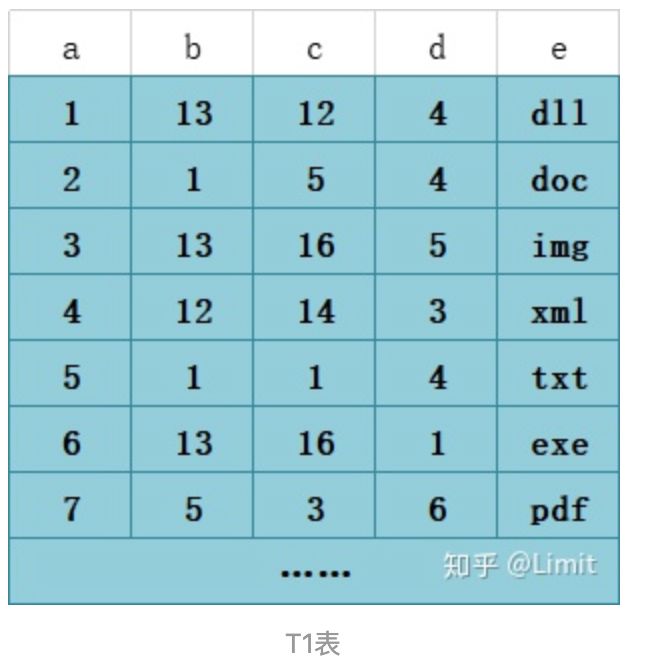 a b c d e
1 13 12 4 dll
2 1 5 4 doc
3 13 16 5 img
4 12 14 3 xml
5 1 1 4 txt
6 13 16 1 exe
7 5 3 6 pdf
……
知乎 @Limit
T1表